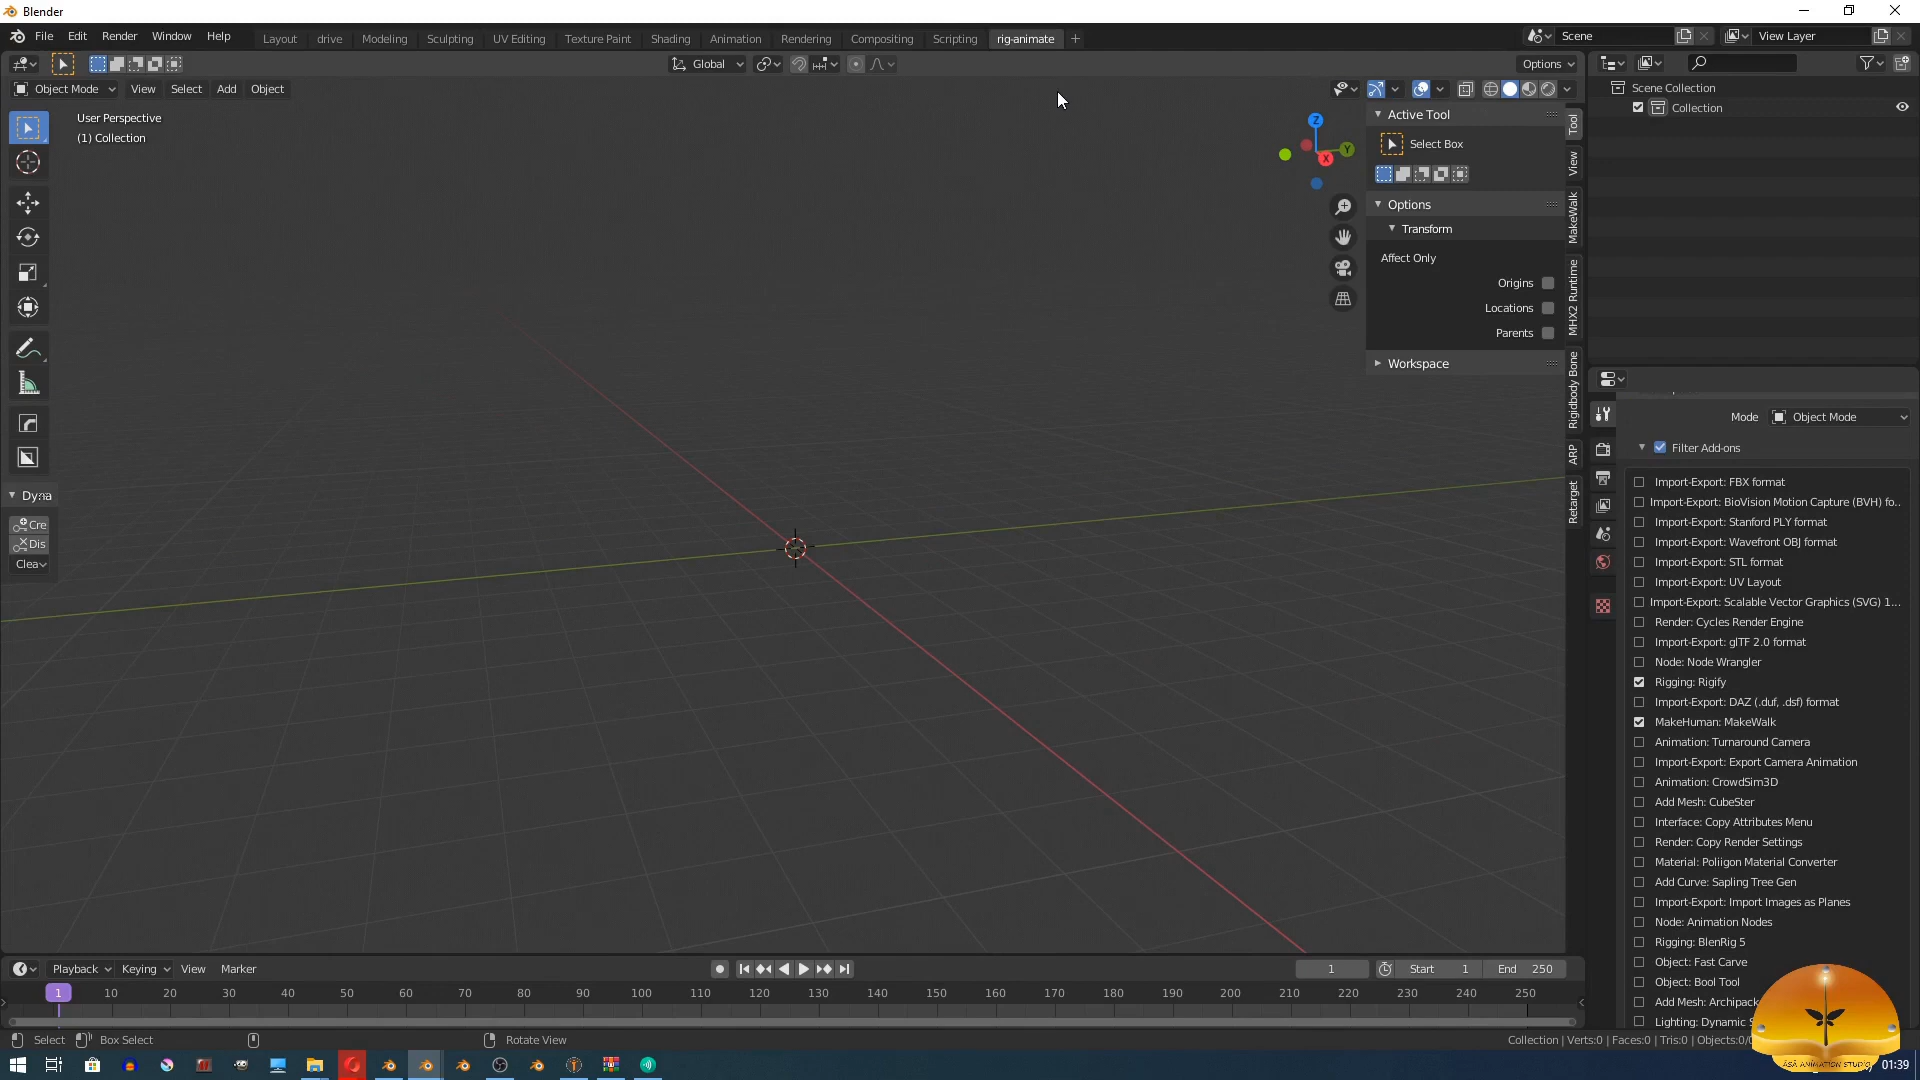 Blender
File Edit Render Window Help
Layout drive Modeling Sculpting UV Editing Texture Paint Shading Animation Rendering Compositing Scripting rig-animate +
Scene
View Layer
Global
Options
Object Mode View Select Add Object
User Perspective
(1) Collection
Z
Y
X
Active Tool
Select Box
Options
Transform
Affect Only
Origins
Locations
Parents
Workspace
Tool
View
MakeWalk
MHX2 Runtime
Rigidbody Bone
ARP
Retarget
Dyna
Cre
Dis
Clea
Scene Collection
Collection
Mode Object Mode
Filter Add-ons
Import-Export: FBX format
Import-Export: BioVision Motion Capture (BVH) fo..
Import-Export: Stanford PLY format
Import-Export: Wavefront OBJ format
Import-Export: STL format
Import-Export: UV Layout
Import-Export: Scalable Vector Graphics (SVG) 1...
Render: Cycles Render Engine
Import-Export: glTF 2.0 format
Node: Node Wrangler
Rigging: Rigify
Import-Export: DAZ (.duf, .dsf) format
MakeHuman: MakeWalk
Animation: Turnaround Camera
Import-Export: Export Camera Animation
Animation: CrowdSim3D
Add Mesh: CubeSter
Interface: Copy Attributes Menu
Render: Copy Render Settings
Material: Poliigon Material Converter
Add Curve: Sapling Tree Gen
Import-Export: Import Images as Planes
Node: Animation Nodes
Rigging: BlenRig 5
Object: Fast Carve
Object: Bool Tool
Add Mesh: Archipack
Lighting: Dynamic S
Playback Keying View Marker
1
Start 1
End 250
1 10 20 30 40 50 60 70 80 90 100 110 120 130 140 150 160 170 180 190 200 210 220 230 240 250
Select Box Select Rotate View
Collection | Verts:0 | Faces:0 | Tris:0 | Objects:0/
ASA ANIMATION STUDIO
01:39